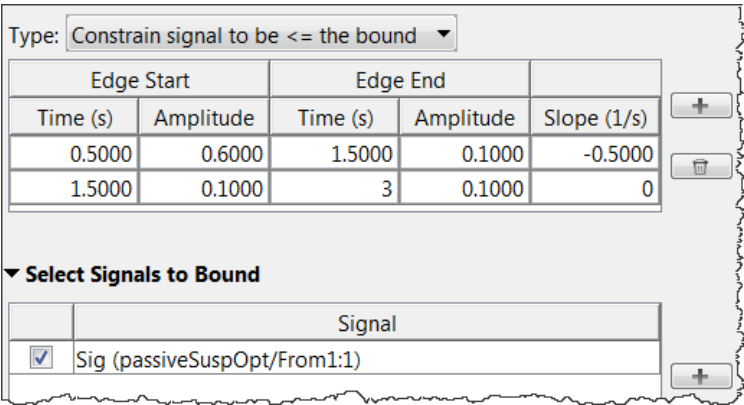 Type: Constrain signal to be <= the bound
Edge Start Edge End
Time (s) Amplitude Time (s) Amplitude Slope (1/s)
0.5000 0.6000 1.5000 0.1000 -0.5000
1.5000 0.1000 3 0.1000 0
Select Signals to Bound
Signal
Sig (passiveSuspOpt/From1:1)